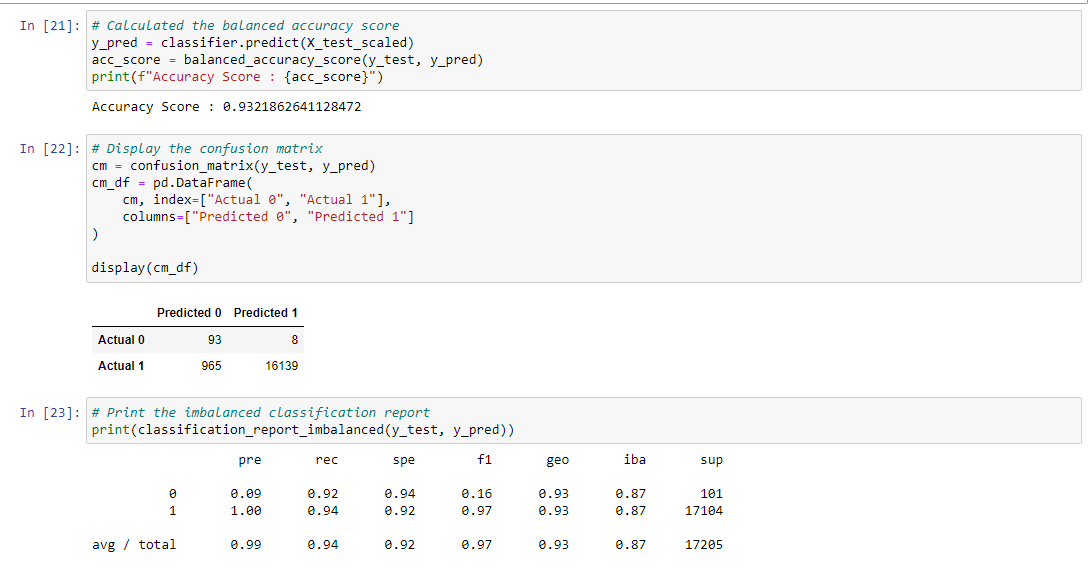 In [21]: # Calculated the balanced accuracy score
y_pred = classifier.predict(X_test_scaled)
acc_score = balanced_accuracy_score(y_test, y_pred)
print(f"Accuracy Score : {acc_score}")
Accuracy Score : 0.9321862641128472
In [22]: # Display the confusion matrix
cm = confusion_matrix(y_test, y_pred)
cm_df = pd.DataFrame(
    cm, index=["Actual 0", "Actual 1"],
    columns=["Predicted 0", "Predicted 1"]
)
display(cm_df)
Predicted 0 Predicted 1
Actual 0 93 8
Actual 1 965 16139
In [23]: # Print the imbalanced classification report
print(classification_report_imbalanced(y_test, y_pred))
pre rec spe f1 geo iba sup
0 0.09 0.92 0.94 0.16 0.93 0.87 101
1 1.00 0.94 0.92 0.97 0.93 0.87 17104
avg / total 0.99 0.94 0.92 0.97 0.93 0.87 17205